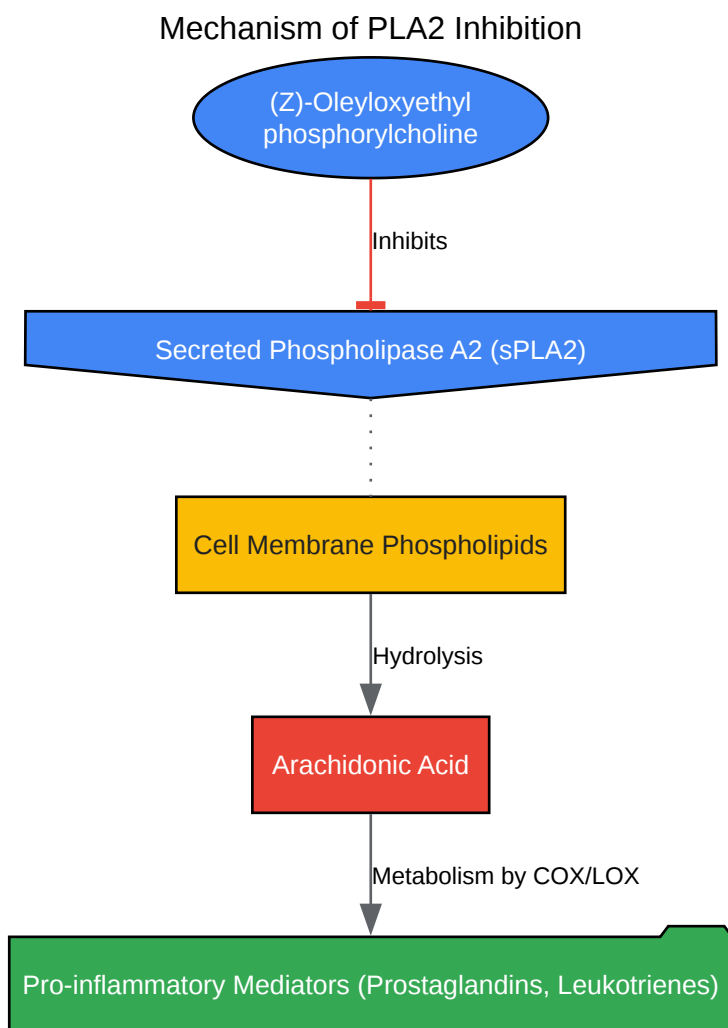 Mechanism of PLA2 Inhibition
(Z)-Oleyloxyethyl
phosphorylcholine
Inhibits
Secreted Phospholipase A2 (sPLA2)
Cell Membrane Phospholipids
Hydrolysis
Arachidonic Acid
Metabolism by COX/LOX
Pro-inflammatory Mediators (Prostaglandins, Leukotrienes)